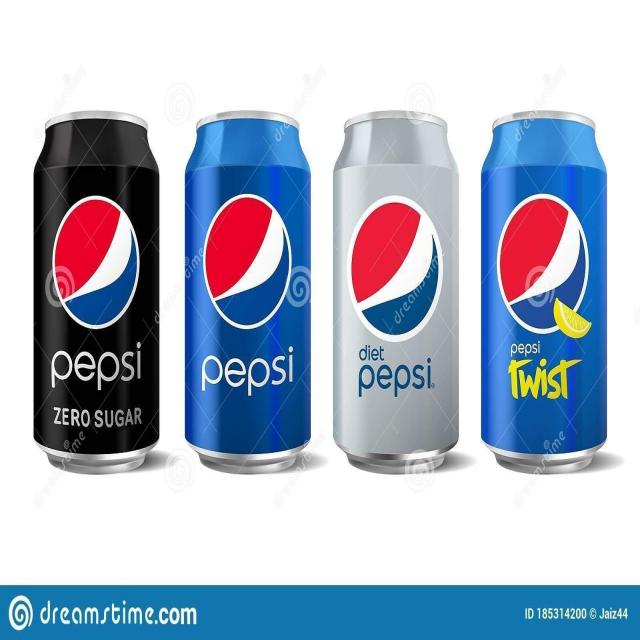 pepsi
ZERO SUGAR
pepsi
diet
pepsi®
pepsi
TWIST
dreamstime.com
ID 185314200 © Jaiz44